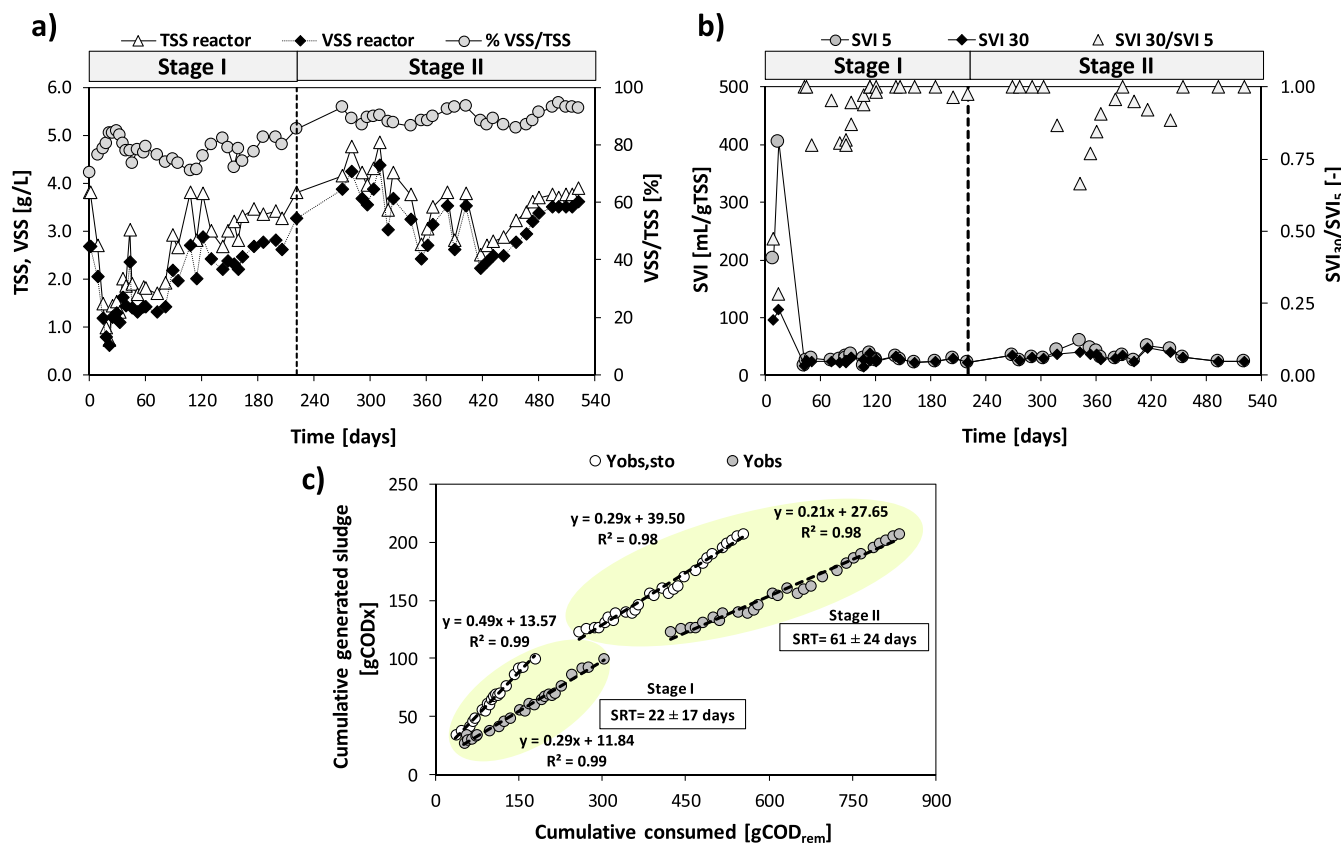 a)
TSS reactor VSS reactor % VSS/TSS
Stage I Stage II
6.0
5.0
4.0
3.0
2.0
1.0
0.0
TSS, VSS [g/L]
100
80
60
40
20
0
VSS/TSS [%]
0 60 120 180 240 300 360 420 480 540
Time [days]
b)
SVI 5 SVI 30 SVI 30/SVI 5
Stage I Stage II
500
400
300
200
100
0
SVI [mL/gTSS]
1.00
0.75
0.50
0.25
0.00
SVI30/SVI5 [-]
0 60 120 180 240 300 360 420 480 540
Time [days]
c)
Yobs,sto Yobs
250
200
150
100
50
0
Cumulative generated sludge
[gCODx]
y = 0.29x + 39.50
R² = 0.98
y = 0.21x + 27.65
R² = 0.98
y = 0.49x + 13.57
R² = 0.99
Stage II
SRT= 61 ± 24 days
Stage I
SRT= 22 ± 17 days
y = 0.29x + 11.84
R² = 0.99
0 150 300 450 600 750 900
Cumulative consumed [gCODrem]